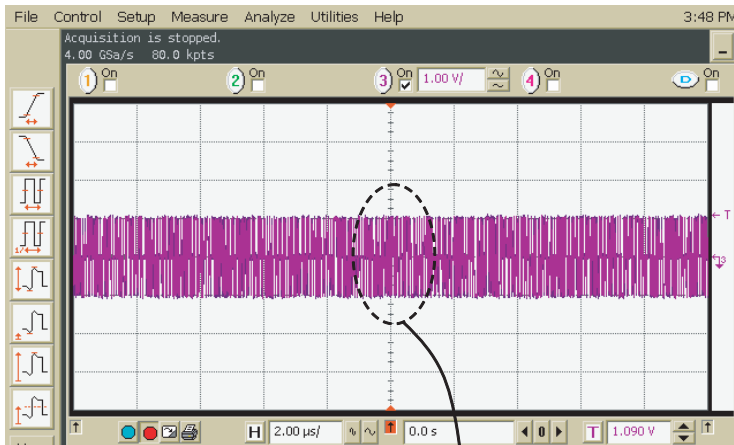 File Control Setup Measure Analyze Utilities Help 3:48 PM
Acquisition is stopped.
4.00 GSa/s 80.0 kpts
1 On 2 On 3 On 1.00 V/ 4 On D On
T
3
1/
H 2.00 µs/ 0.0 s 0 T 1.090 V